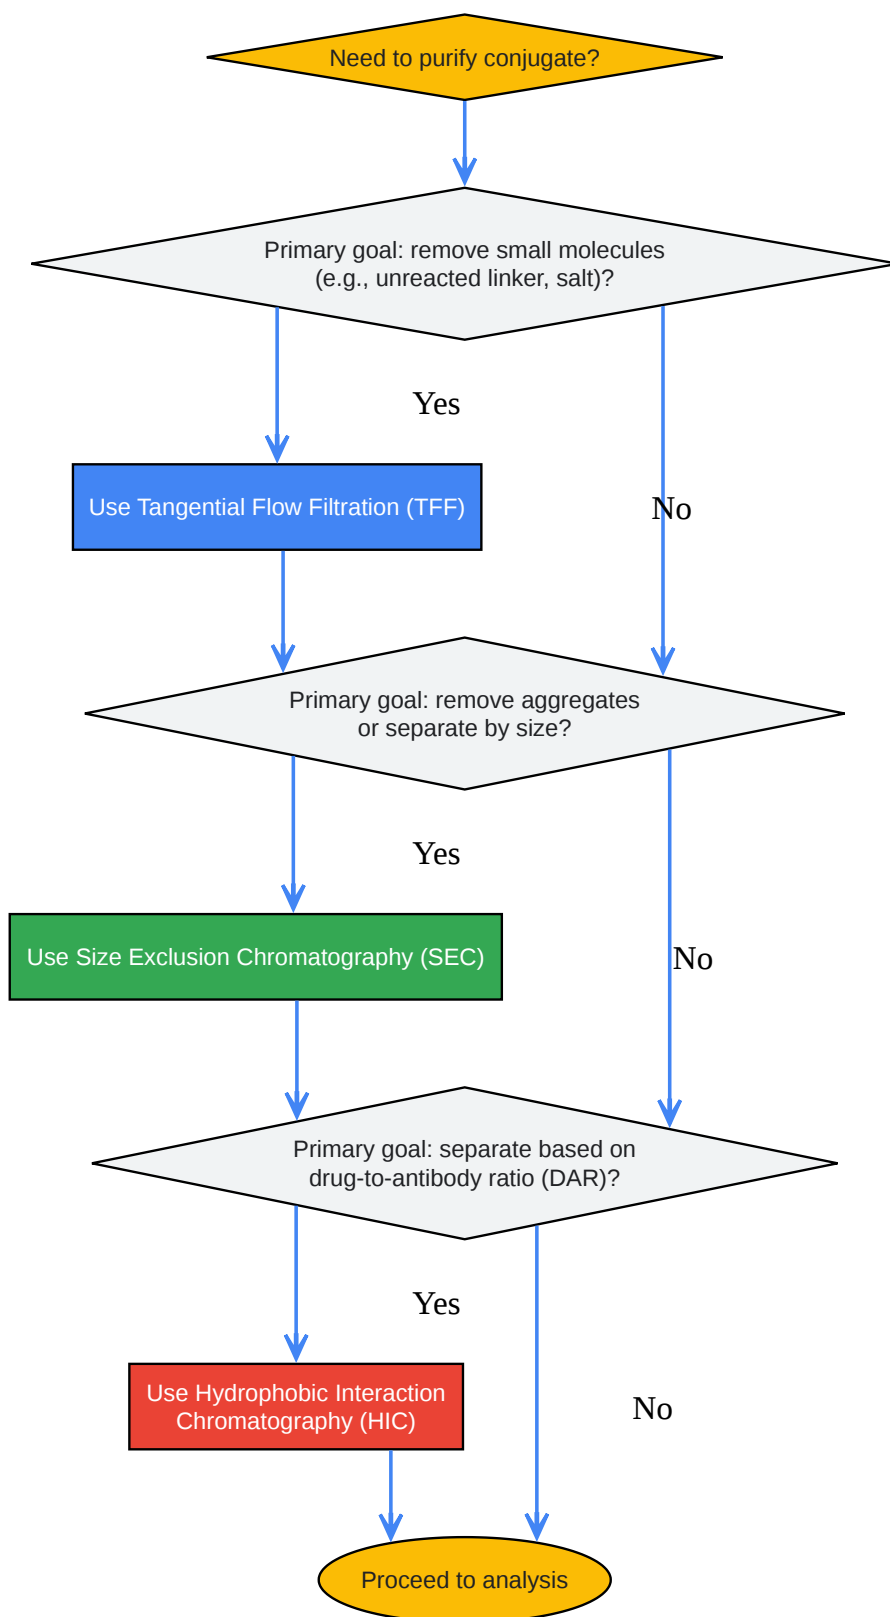 Need to purify conjugate?
Primary goal: remove small molecules
(e.g., unreacted linker, salt)?
Yes
Use Tangential Flow Filtration (TFF)
No
Primary goal: remove aggregates
or separate by size?
Yes
Use Size Exclusion Chromatography (SEC)
No
Primary goal: separate based on
drug-to-antibody ratio (DAR)?
Yes
Use Hydrophobic Interaction
Chromatography (HIC)
No
Proceed to analysis